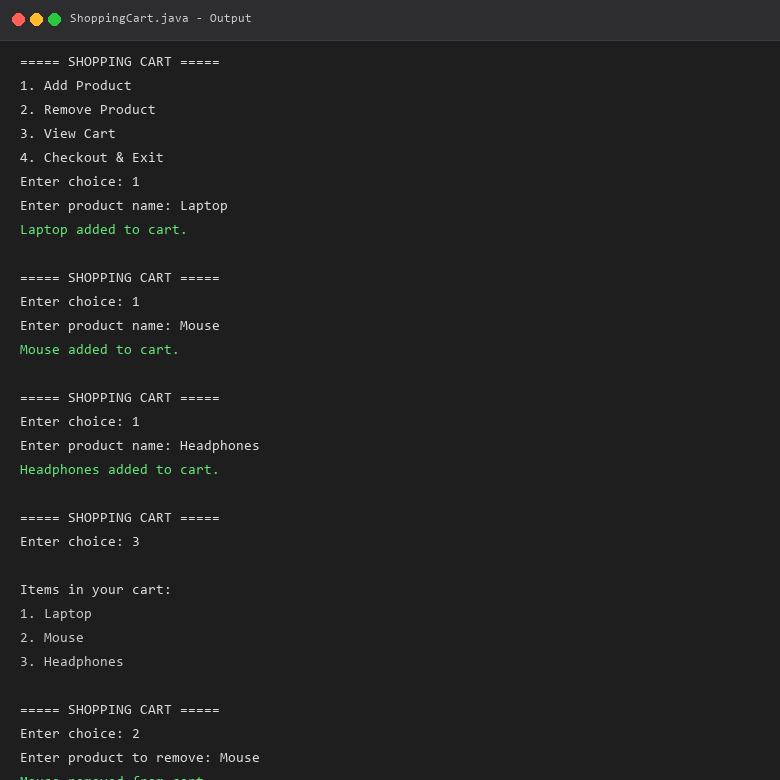 ShoppingCart.java - Output
===== SHOPPING CART =====
1. Add Product
2. Remove Product
3. View Cart
4. Checkout & Exit
Enter choice: 1
Enter product name: Laptop
Laptop added to cart.
===== SHOPPING CART =====
Enter choice: 1
Enter product name: Mouse
Mouse added to cart.
===== SHOPPING CART =====
Enter choice: 1
Enter product name: Headphones
Headphones added to cart.
===== SHOPPING CART =====
Enter choice: 3
Items in your cart:
1. Laptop
2. Mouse
3. Headphones
===== SHOPPING CART =====
Enter choice: 2
Enter product to remove: Mouse
Mouse removed from cart.